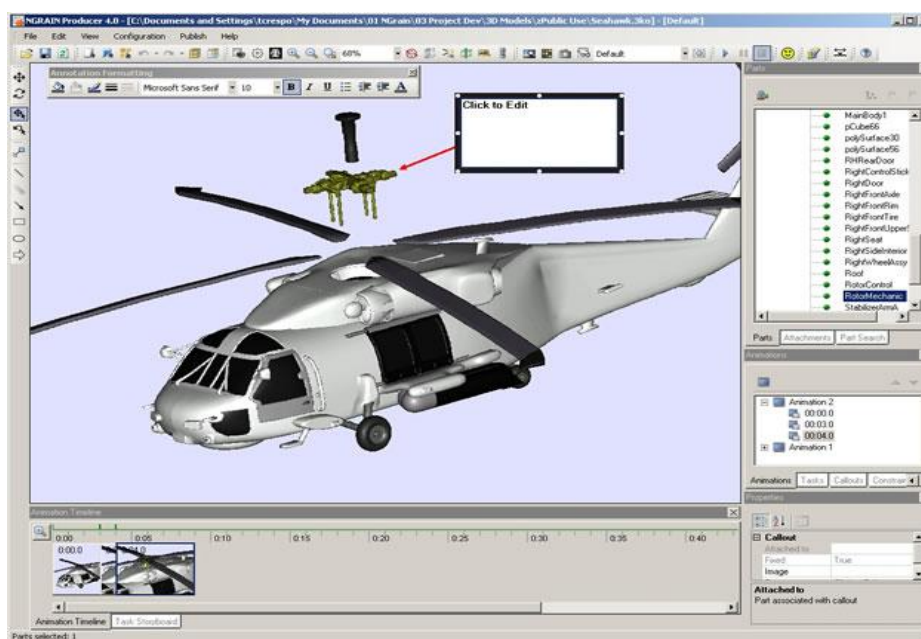 NGRAIN Producer 4.0 - [C:\Documents and Settings\tcrespo\My Documents\01 NGrain\03 Project Dev\3D Models\zPublic Use\Seahawk.3ko] - [Default]
File Edit View Configuration Publish Help
60% Default
Annotation Formatting
Microsoft Sans Serif 10 B I U A
Click to Edit
Parts
MainBody1
pCube66
polySurface30
polySurface56
RHRearDoor
RightControlStick
RightDoor
RightFrontAxle
RightFrontRim
RightFrontTire
RightFrontUpperS
RightSeat
RightSideInterior
RightWheelAssy
Roof
RotorControl
RotorMechanic
StabilizerArmA
Parts Attachments Part Search
Animations
Animation 2
00:00.0
00:03.0
00:04.0
Animation 1
Animations Tasks Callouts Constrain
Properties
Callout
Attached to
Fixed True
Image
Attached to
Part associated with callout
Animation Timeline
0:00 0:05 0:10 0:15 0:20 0:25 0:30 0:35 0:40
0:00.0
Animation Timeline Task Storyboard
Parts selected: 1